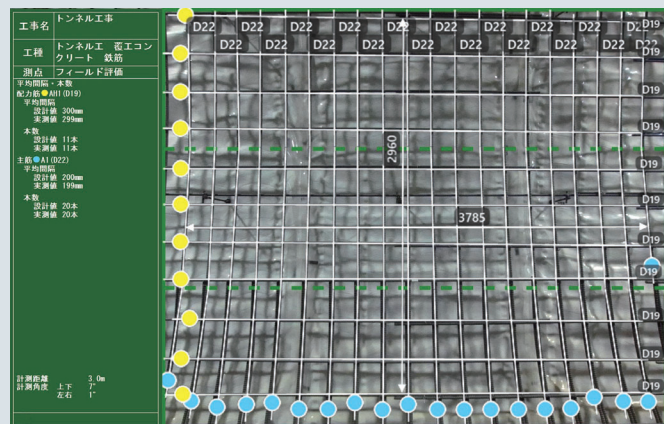 工事名 トンネル工事
工種 トンネル工 覆工コン
クリート 鉄筋
測点 フィールド評価
平均間隔・本数
配力筋 AH1(D19)
平均間隔
設計値 300mm
実測値 299mm
本数
設計値 11本
実測値 11本
主筋 A1(D22)
平均間隔
設計値 200mm
実測値 199mm
本数
設計値 20本
実測値 20本
計測距離 3.0m
計測角度 上下 7°
左右 1°
D22 D22 D22 D22 D22 D22 D22 D22 D22 D19
D22 D22 D22 D22 D22 D22 D22 D22 D22
D19
D19
D19
2960
D19
D19
3785
D19
D19
D19
D19
D19